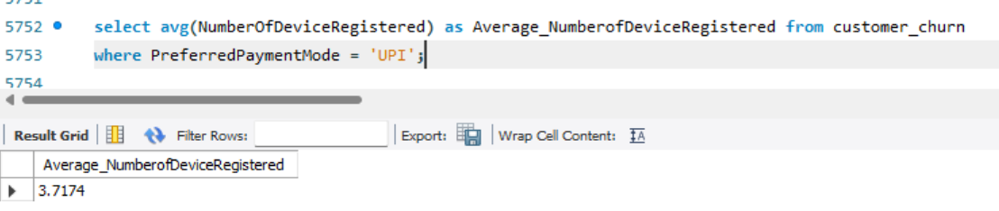 5751
5752 select avg(NumberOfDeviceRegistered) as Average_NumberofDeviceRegistered from customer_churn
5753 where PreferredPaymentMode = 'UPI';
5754
Result Grid Filter Rows: Export: Wrap Cell Content: IA
Average_NumberofDeviceRegistered
3.7174